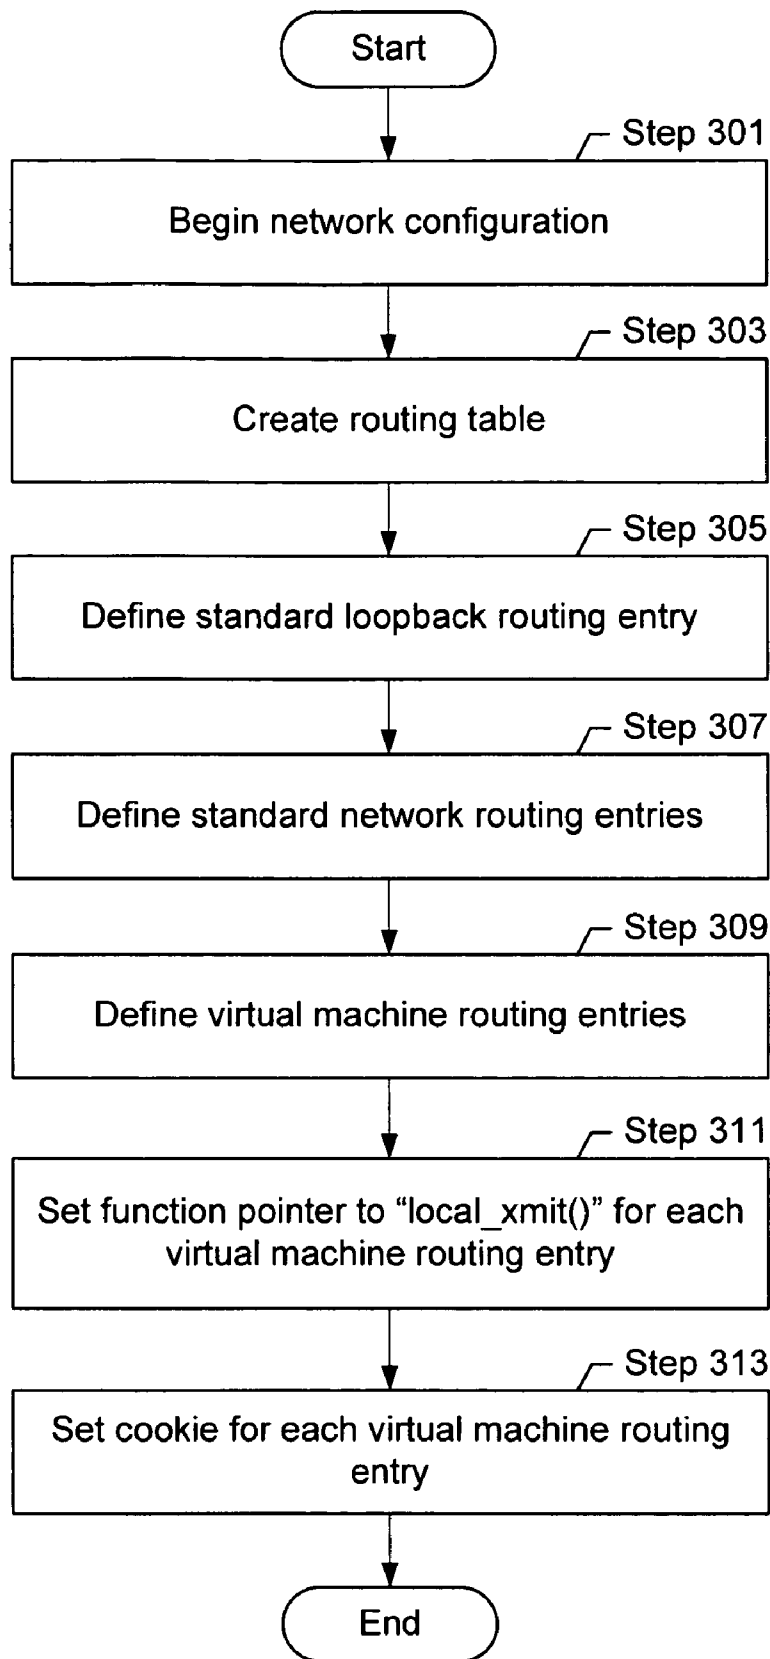 Start
Step 301
Begin network configuration
Step 303
Create routing table
Step 305
Define standard loopback routing entry
Step 307
Define standard network routing entries
Step 309
Define virtual machine routing entries
Step 311
Set function pointer to “local_xmit()” for each
virtual machine routing entry
Step 313
Set cookie for each virtual machine routing
entry
End